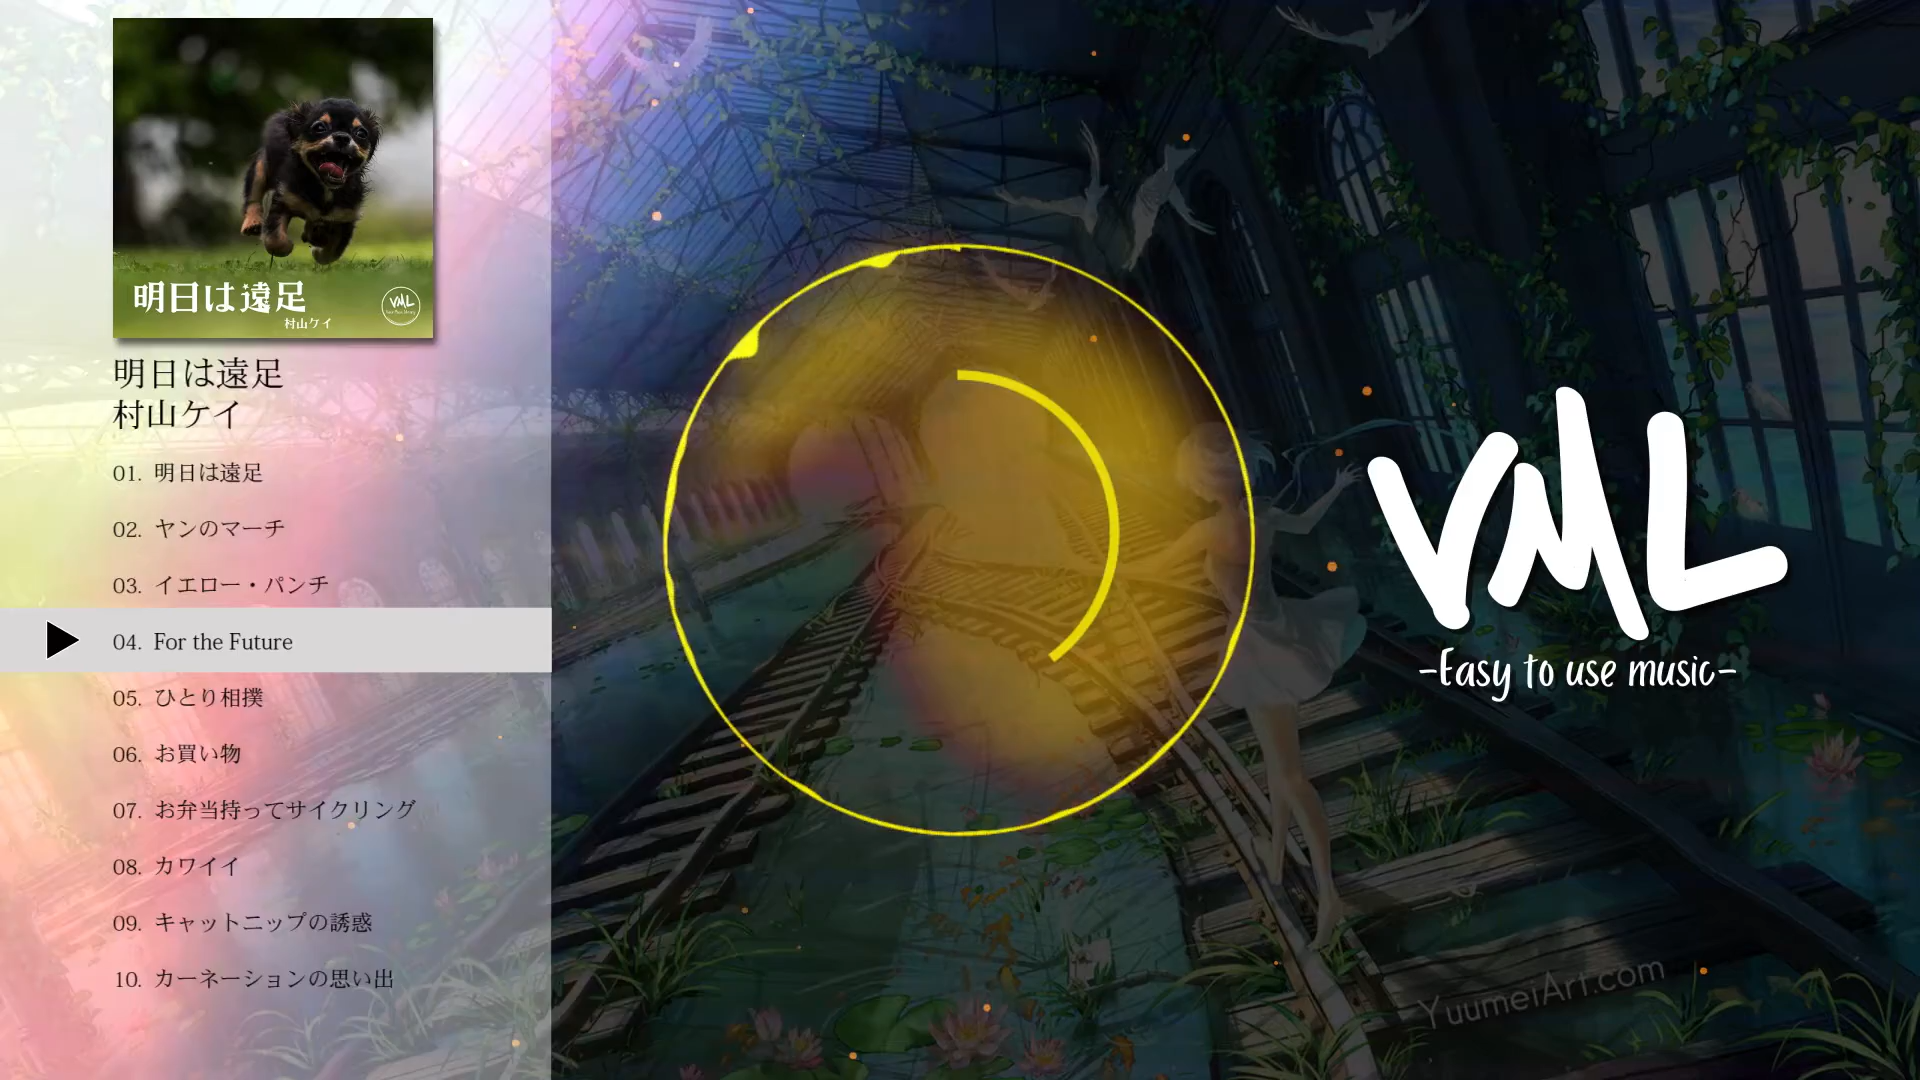 明日は遠足
村山ケイ
VML
明日は遠足
村山ケイ
01. 明日は遠足
02. ヤンのマーチ
03. イエロー・パンチ
04. For the Future
05. ひとり相撲
06. お買い物
07. お弁当持ってサイクリング
08. カワイイ
09. キャットニップの誘惑
10. カーネーションの思い出
VML
-Easy to use music-
YuumeiArt.com